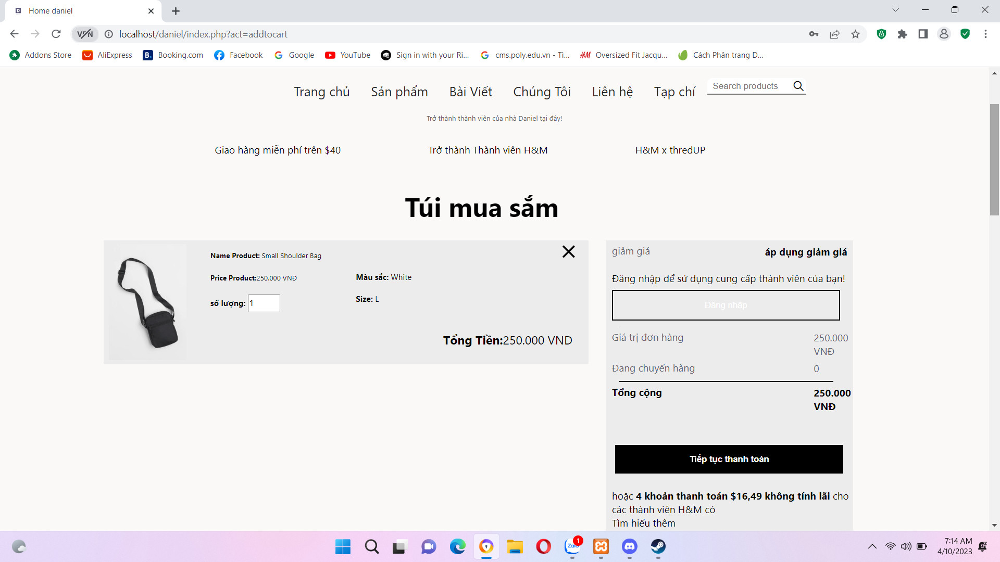 Home daniel
VPN
localhost/daniel/index.php?act=addtocart
Addons Store
AliExpress
B.
Booking.com
Facebook
Google
YouTube
Sign in with your Ri...
cms.poly.edu.vn - Tì...
H&M
Oversized Fit Jacqu...
Cách Phân trang D...
Trang chủ
Sản phẩm
Bài Viết
Chúng Tôi
Liên hệ
Tạp chí
Search products
Trở thành thành viên của nhà Daniel tại đây!
Giao hàng miễn phí trên $40
Trở thành Thành viên H&M
H&M x thredUP
Túi mua sắm
Name Product: Small Shoulder Bag
Price Product:250.000 VNĐ
Màu sắc: White
số lượng: 1
Size: L
Tổng Tiền:250.000 VND
giảm giá
áp dụng giảm giá
Đăng nhập để sử dụng cung cấp thành viên của bạn!
Đăng nhập
Giá trị đơn hàng
250.000
VNĐ
Đang chuyển hàng
0
Tổng cộng
250.000
VNĐ
Tiếp tục thanh toán
hoặc 4 khoản thanh toán $16,49 không tính lãi cho
các thành viên H&M có
Tìm hiểu thêm
Zalo
1
7:14 AM
4/10/2023